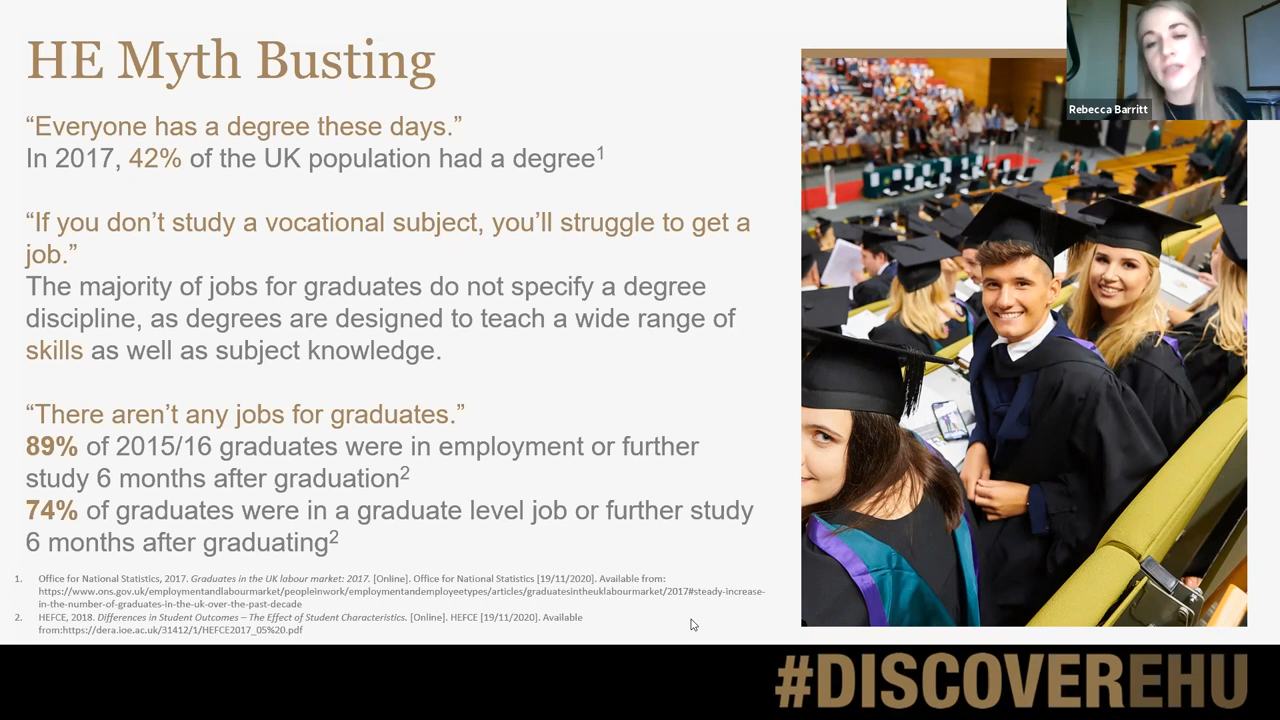 HE Myth Busting
“Everyone has a degree these days.”
In 2017, 42% of the UK population had a degree1
“If you don’t study a vocational subject, you’ll struggle to get a
job.”
The majority of jobs for graduates do not specify a degree
discipline, as degrees are designed to teach a wide range of
skills as well as subject knowledge.
“There aren’t any jobs for graduates.”
89% of 2015/16 graduates were in employment or further
study 6 months after graduation2
74% of graduates were in a graduate level job or further study
6 months after graduating2
1. Office for National Statistics, 2017. Graduates in the UK labour market: 2017. [Online]. Office for National Statistics [19/11/2020]. Available from:
https://www.ons.gov.uk/employmentandlabourmarket/peopleinwork/employmentandemployeetypes/articles/graduatesintheuklabourmarket/2017#steady-increase-
in-the-number-of-graduates-in-the-uk-over-the-past-decade
2. HEFCE, 2018. Differences in Student Outcomes – The Effect of Student Characteristics. [Online]. HEFCE [19/11/2020]. Available
from:https://dera.ioe.ac.uk/31412/1/HEFCE2017_05%20.pdf
Rebecca Barritt
#DISCOVEREHU